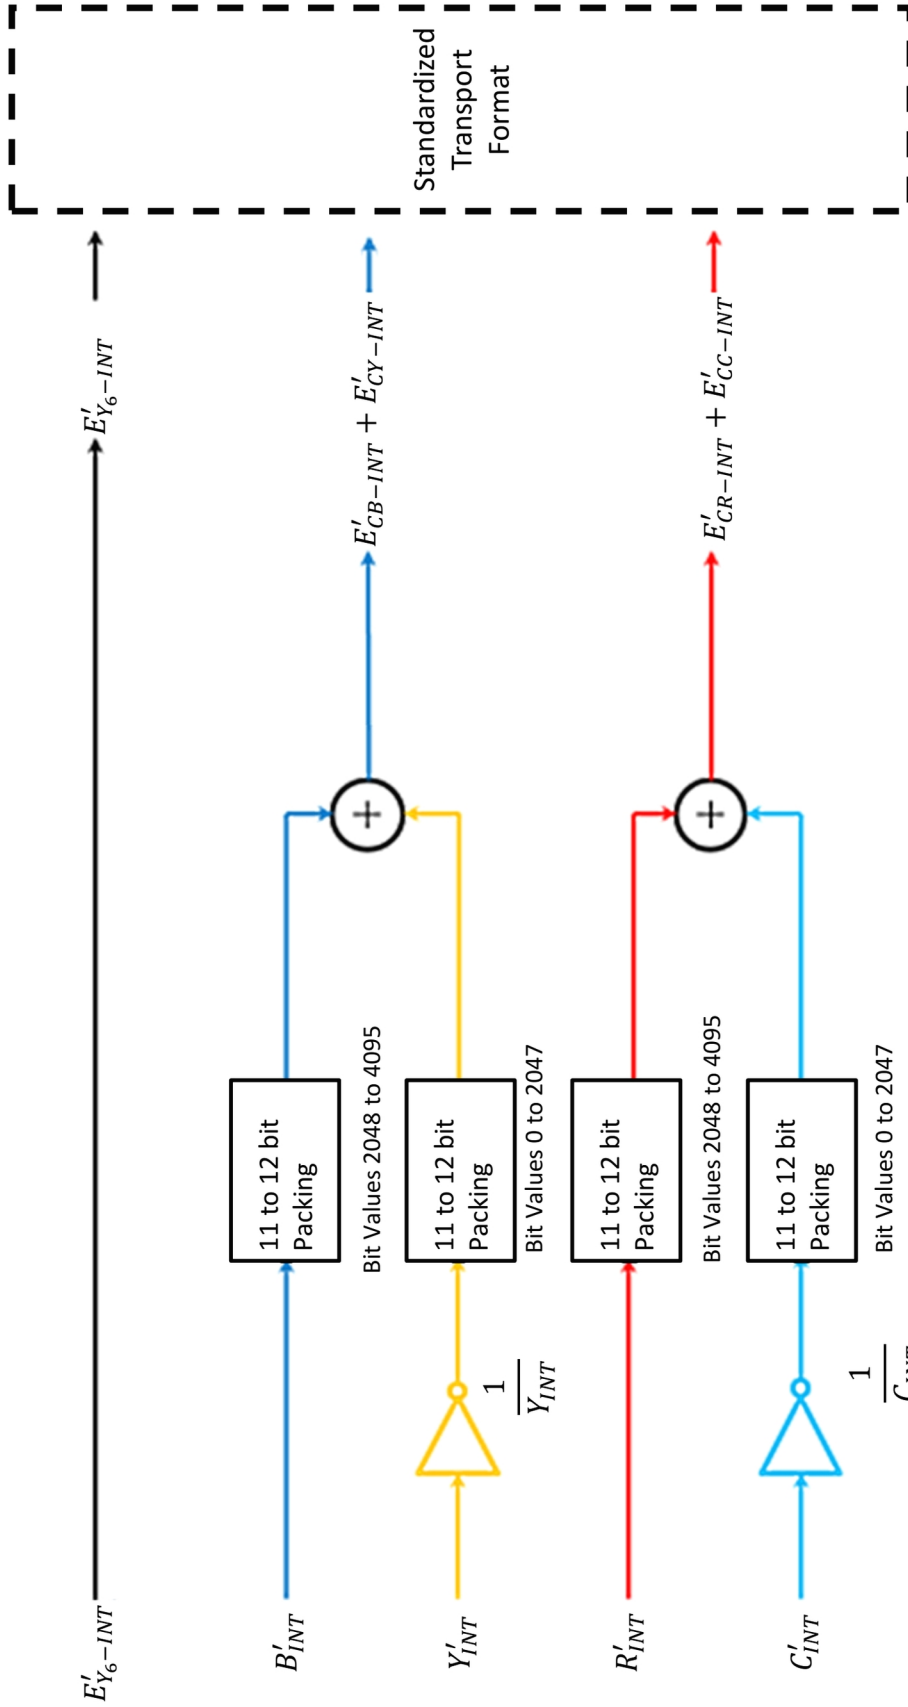 E′Y6−INT
E′Y6−INT
B′INT
11 to 12 bit
Packing
Bit Values 2048 to 4095
+
E′CB−INT + E′CY−INT
Y′INT
1
YINT
11 to 12 bit
Packing
Bit Values 0 to 2047
R′INT
11 to 12 bit
Packing
Bit Values 2048 to 4095
+
E′CR−INT + E′CC−INT
C′INT
1
11 to 12 bit
Packing
Bit Values 0 to 2047
Standardized
Transport
Format